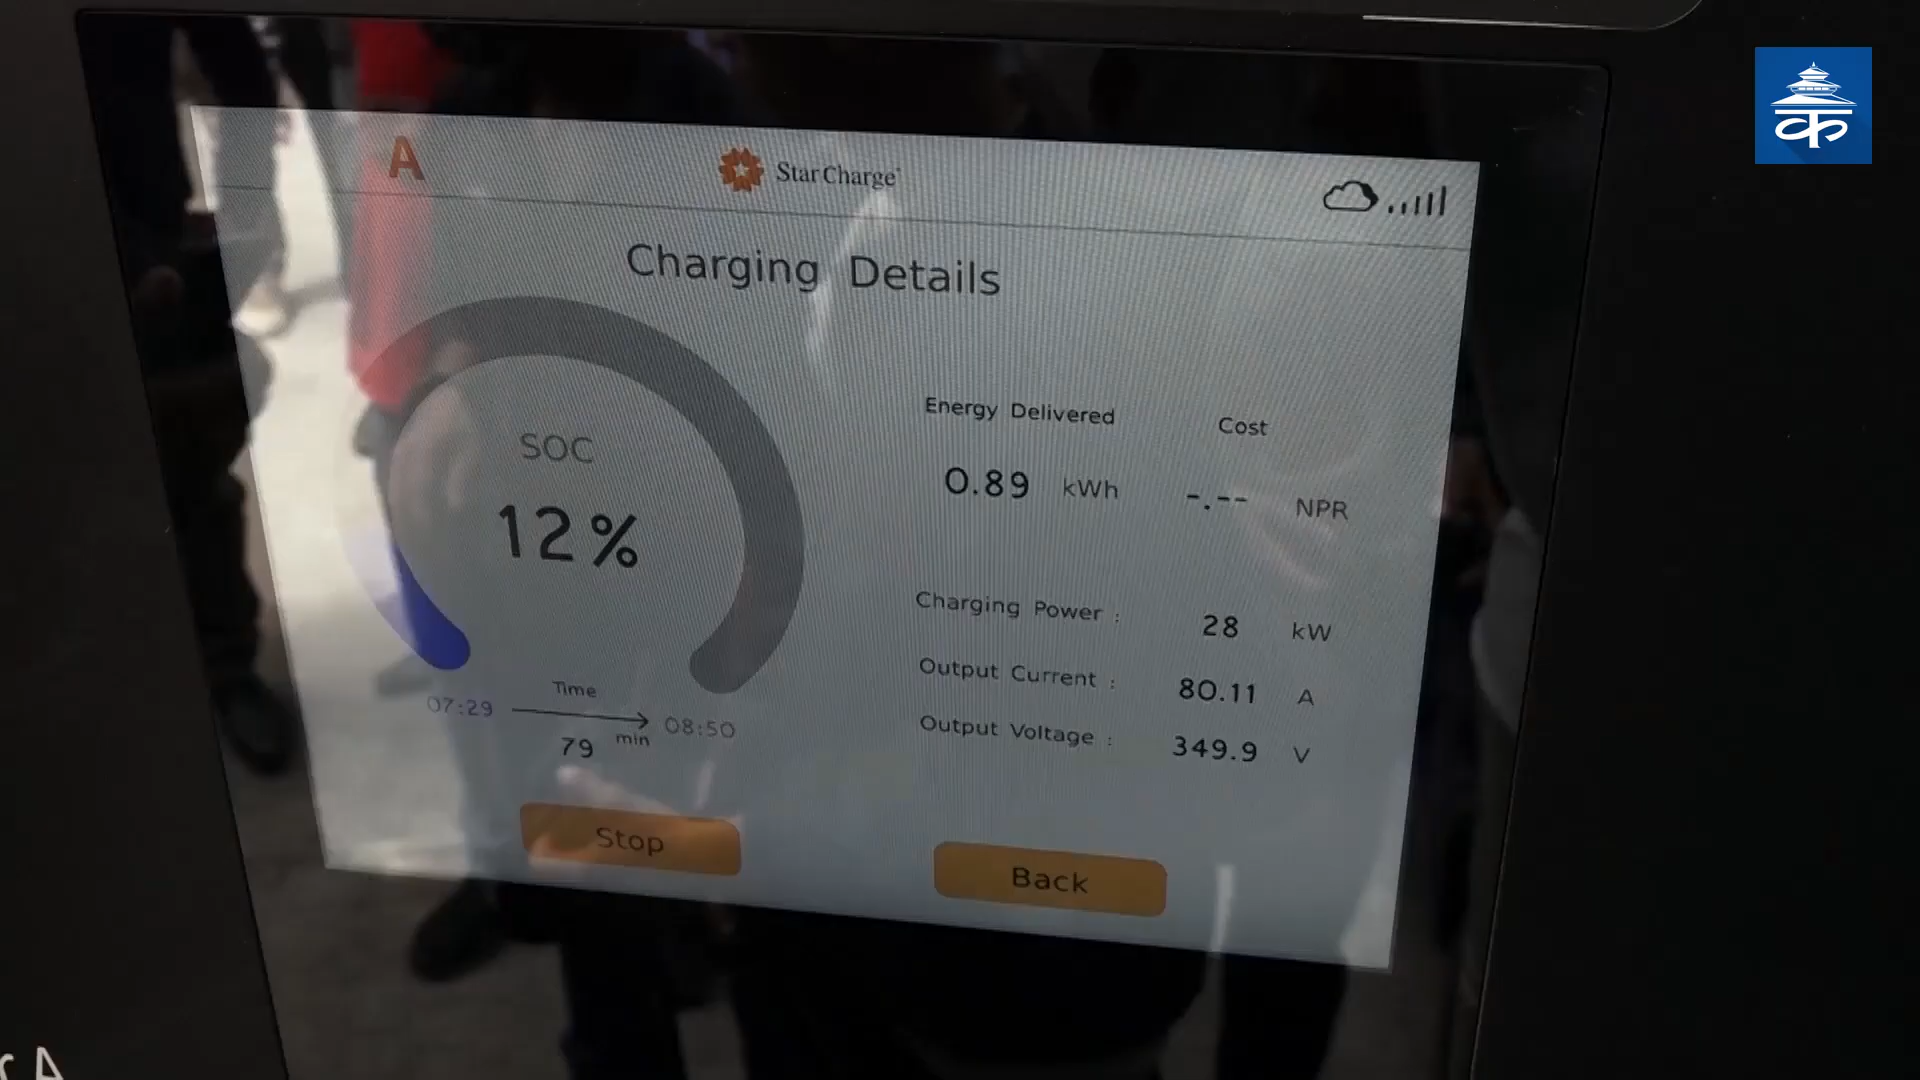 क
A
StarCharge
Charging Details
SOC
12%
Energy Delivered
Cost
0.89 kWh
-.-- NPR
Charging Power : 28 kW
Output Current : 80.11 A
Output Voltage : 349.9 V
Time
07:29
08:50
79 min
Stop
Back
A